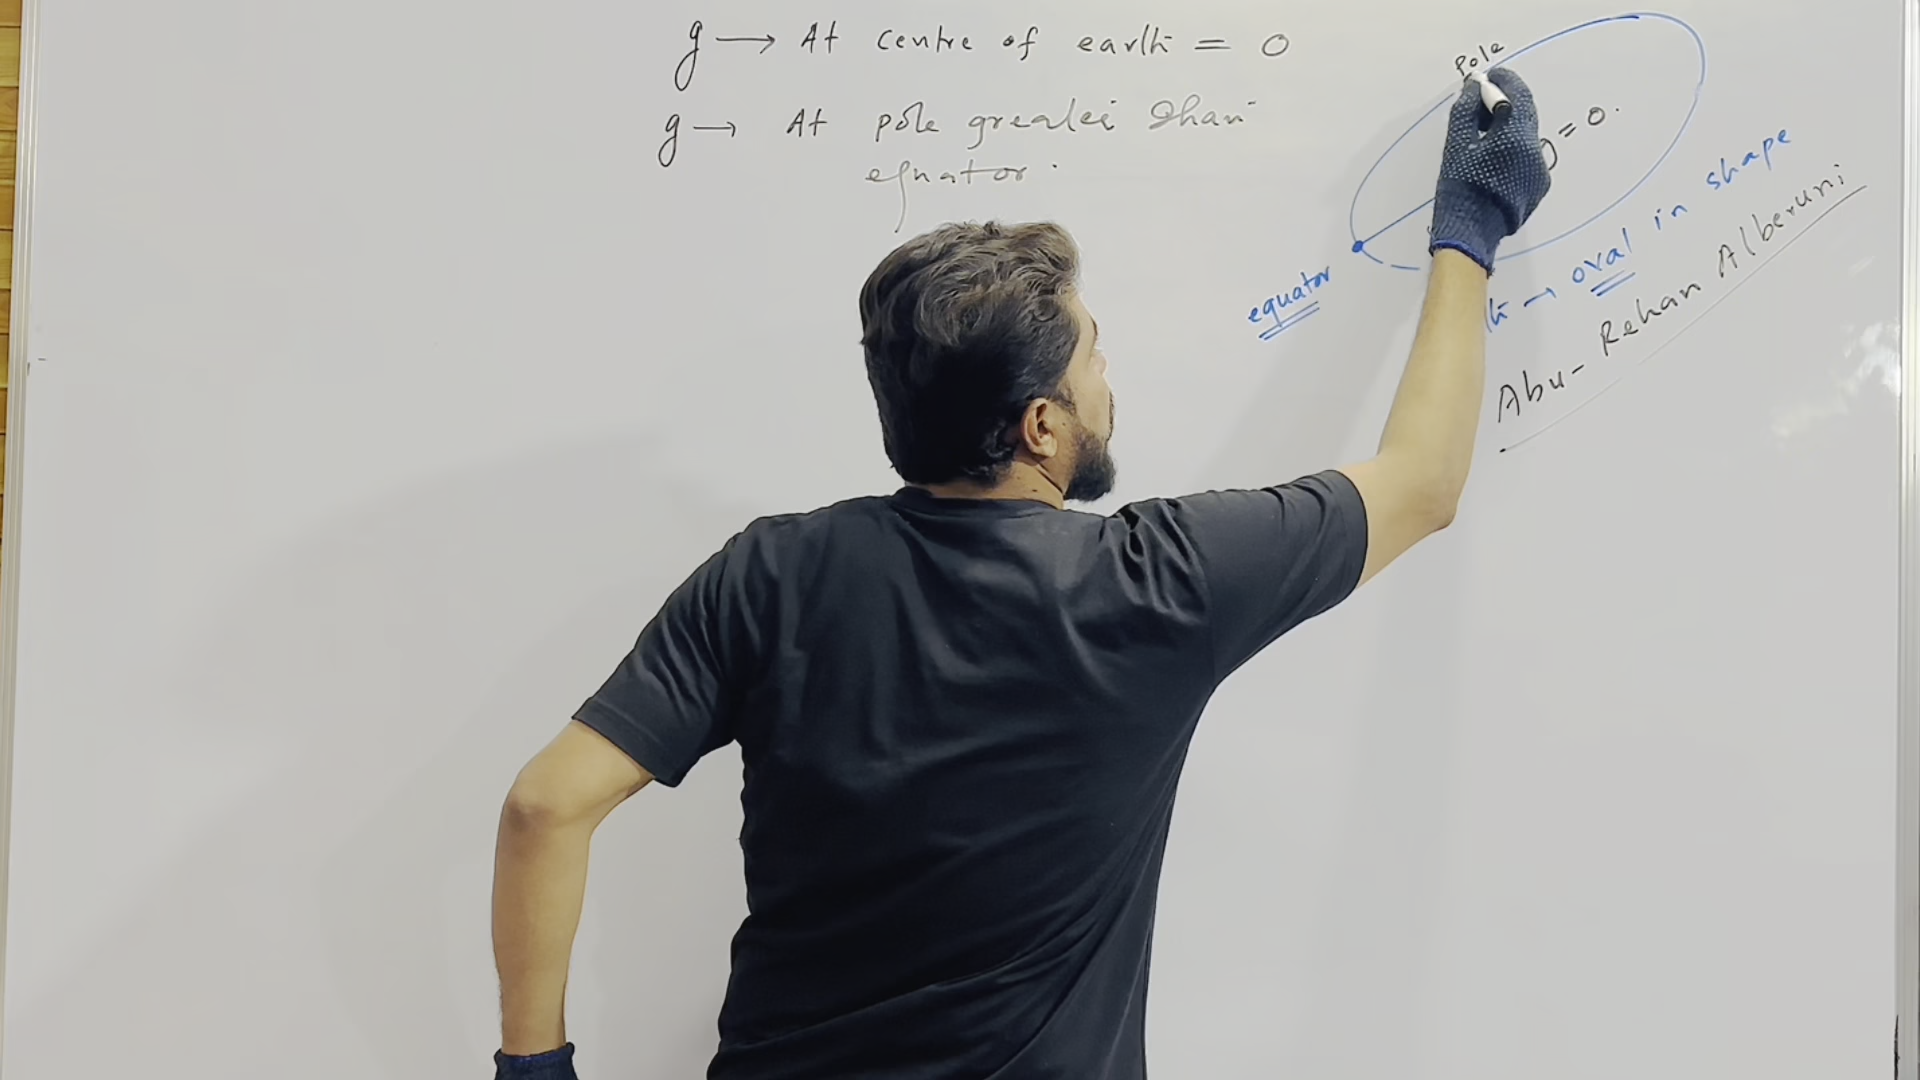 g → At centre of earth = 0
g → At pole greater than
equator.
Pole
g = 0.
equator
th → oval in shape
Abu-Rehan Alberuni